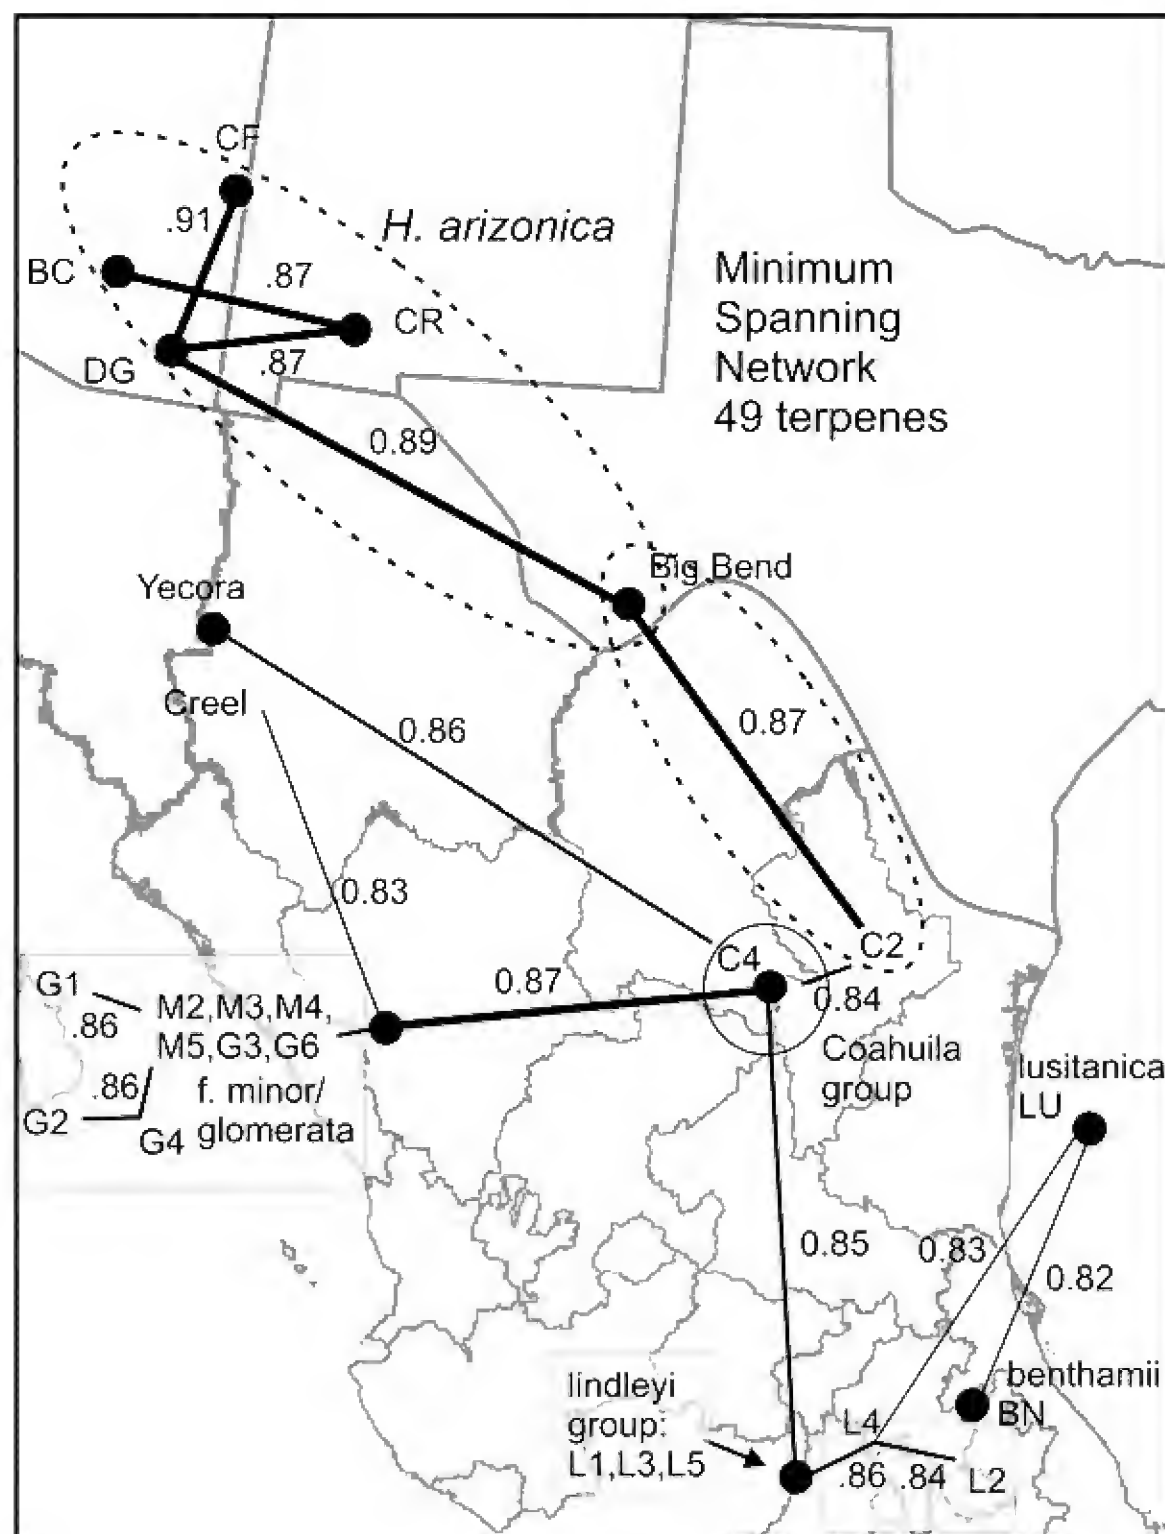 CF
.91
H. arizonica
BC
.87
CR
DG
.87
Minimum
Spanning
Network
49 terpenes
0.89
Big Bend
Yecora
Creel
0.86
0.87
0.83
C4
C2
0.87
0.84
G1
.86
M2,M3,M4,
M5,G3,G6
f. minor/
glomerata
.86
G2
G4
Coahuila
group
lusitanica
LU
0.85
0.83
0.82
lindleyi
group:
L1,L3,L5
benthamii
BN
L4
.86
.84
L2